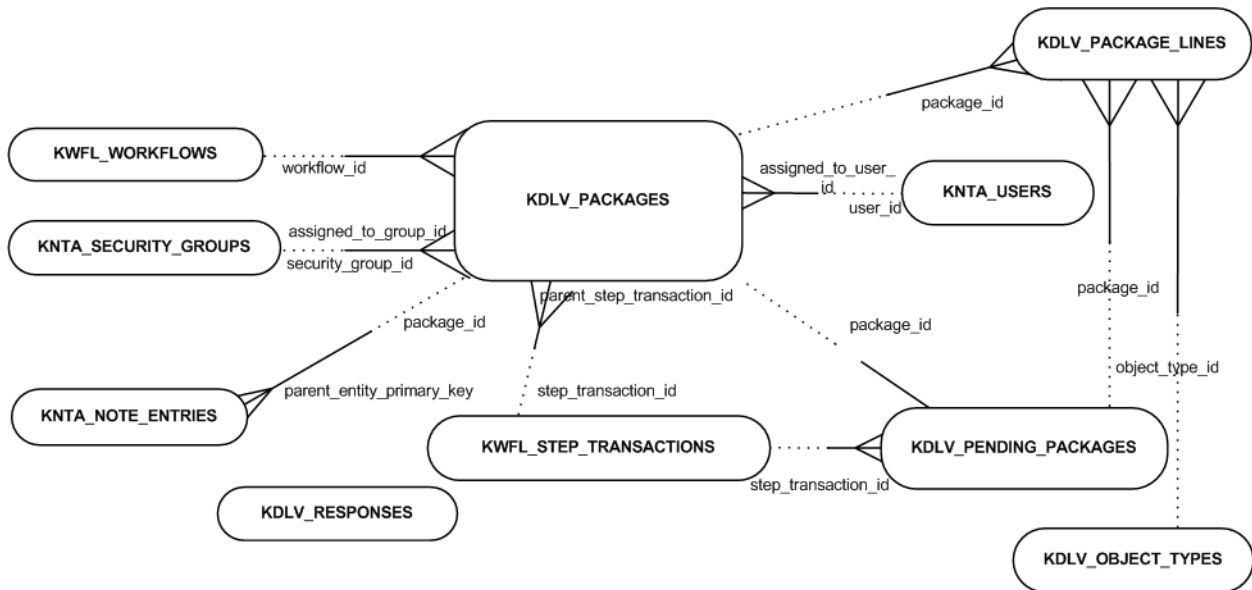 KDLV_PACKAGE_LINES
package_id
KWFL_WORKFLOWS
workflow_id
KDLV_PACKAGES
assigned_to_user_
id
user_id
KNTA_USERS
KNTA_SECURITY_GROUPS
assigned_to_group_id
security_group_id
parent_step_transaction_id
package_id
package_id
package_id
object_type_id
KNTA_NOTE_ENTRIES
parent_entity_primary_key
step_transaction_id
KWFL_STEP_TRANSACTIONS
step_transaction_id
KDLV_PENDING_PACKAGES
KDLV_RESPONSES
KDLV_OBJECT_TYPES